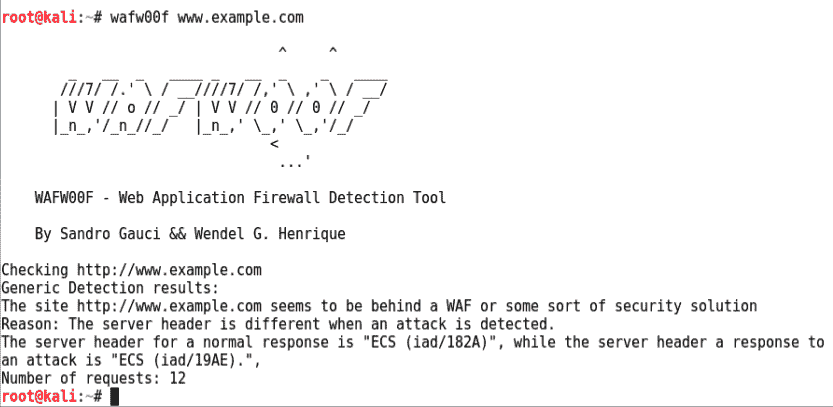 root@kali:~# wafw00f www.example.com
                                 ^     ^
        _   __  _   ____ _   __  _    _   ____
       ///7/ /.' \ / __////7/ /,' \ ,' \ / __/
      | V V // o // _/ | V V // 0 // 0 // _/
      |_n_,'/_n_//_/   |_n_,' \_,' \_,'/_/
                                <
                                 ...'
    WAFW00F - Web Application Firewall Detection Tool
    By Sandro Gauci && Wendel G. Henrique
Checking http://www.example.com
Generic Detection results:
The site http://www.example.com seems to be behind a WAF or some sort of security solution
Reason: The server header is different when an attack is detected.
The server header for a normal response is "ECS (iad/182A)", while the server header a response to
an attack is "ECS (iad/19AE).",
Number of requests: 12
root@kali:~#